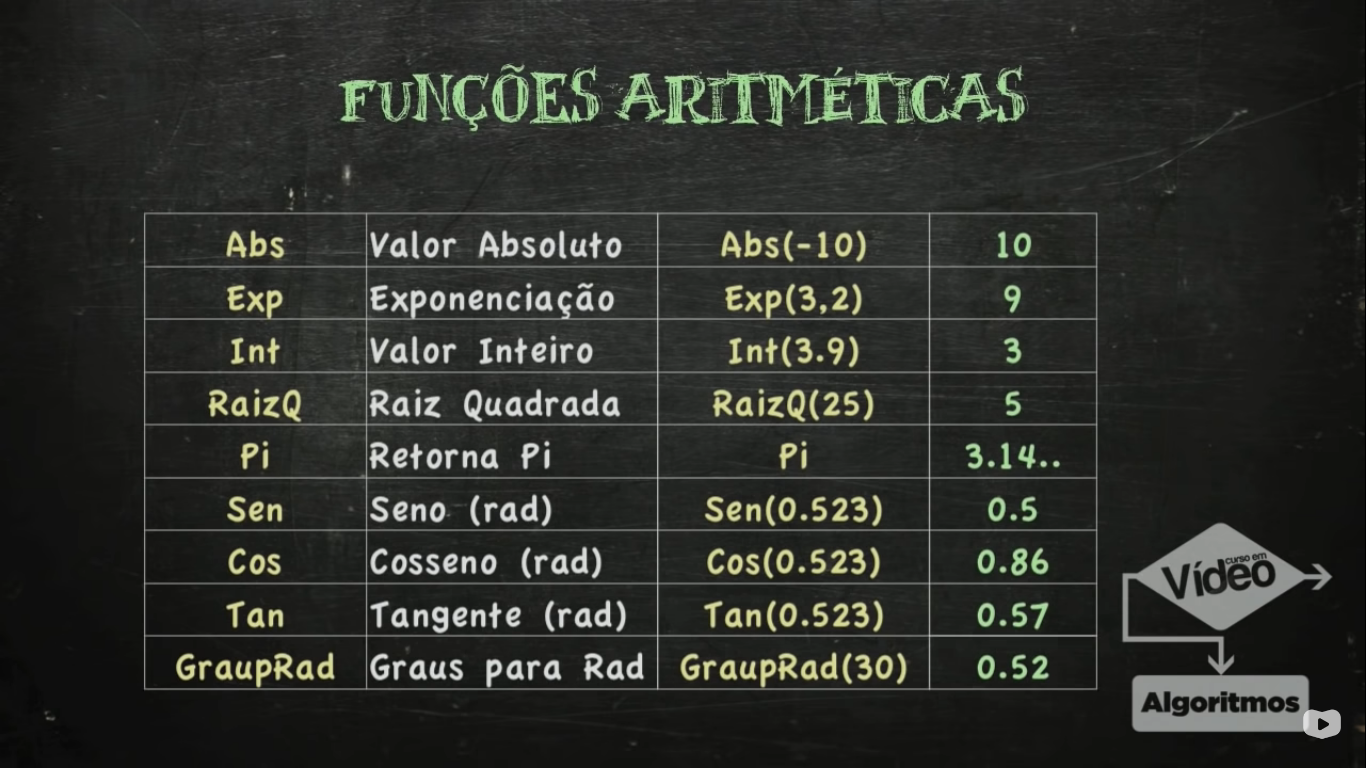 FUNÇÕES ARITMÉTICAS
Abs Valor Absoluto Abs(-10) 10
Exp Exponenciação Exp(3,2) 9
Int Valor Inteiro Int(3.9) 3
RaizQ Raiz Quadrada RaizQ(25) 5
Pi Retorna Pi Pi 3.14..
Sen Seno (rad) Sen(0.523) 0.5
Cos Cosseno (rad) Cos(0.523) 0.86
Tan Tangente (rad) Tan(0.523) 0.57
GraupRad Graus para Rad GraupRad(30) 0.52
curso em
Vídeo
Algoritmos